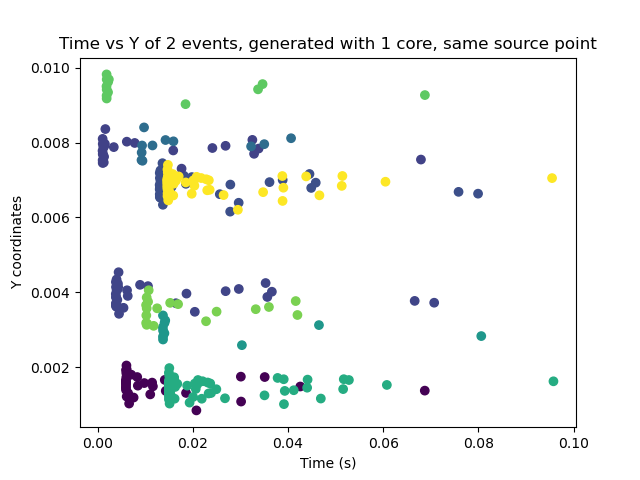 Time vs Y of 2 events, generated with 1 core, same source point
0.010
0.008
0.006
0.004
0.002
Y coordinates
0.00 0.02 0.04 0.06 0.08 0.10
Time (s)